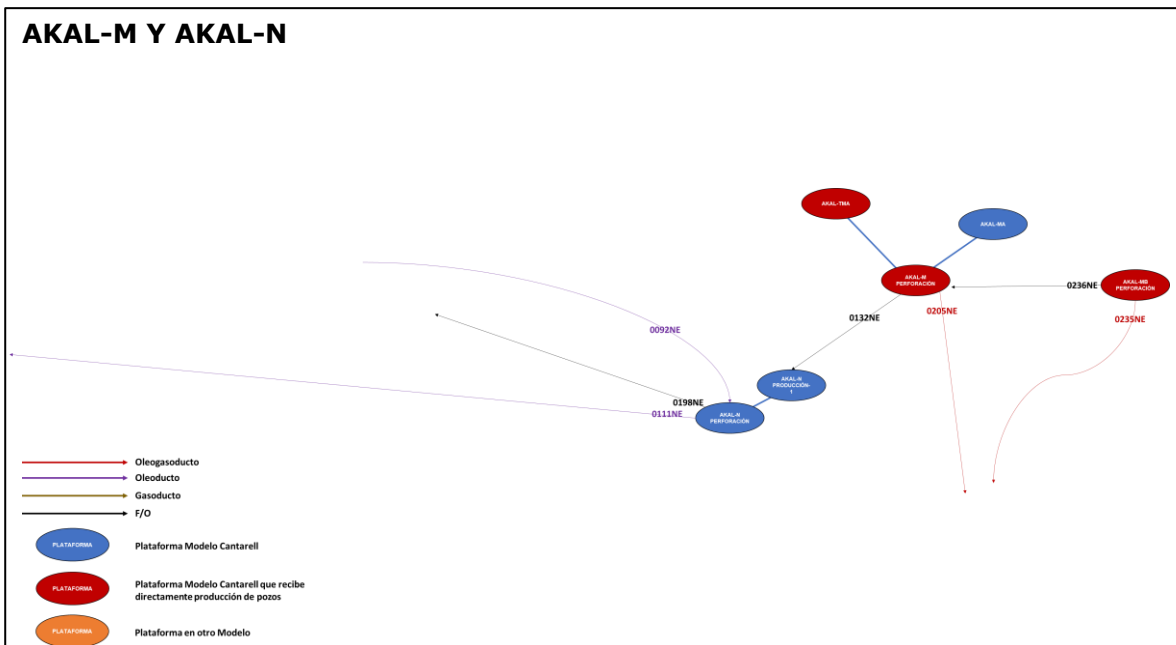 AKAL-M Y AKAL-N
AKAL-TMA
AKAL-MA
AKAL-M
PERFORACIÓN
AKAL-MB
PERFORACIÓN
0236NE
0205NE
0235NE
0132NE
0092NE
AKAL-N
PRODUCCIÓN-
1
0198NE
0111NE
AKAL-N
PERFORACIÓN
Oleogasoducto
Oleoducto
Gasoducto
F/O
PLATAFORMA
Plataforma Modelo Cantarell
PLATAFORMA
Plataforma Modelo Cantarell que recibe
directamente producción de pozos
PLATAFORMA
Plataforma en otro Modelo